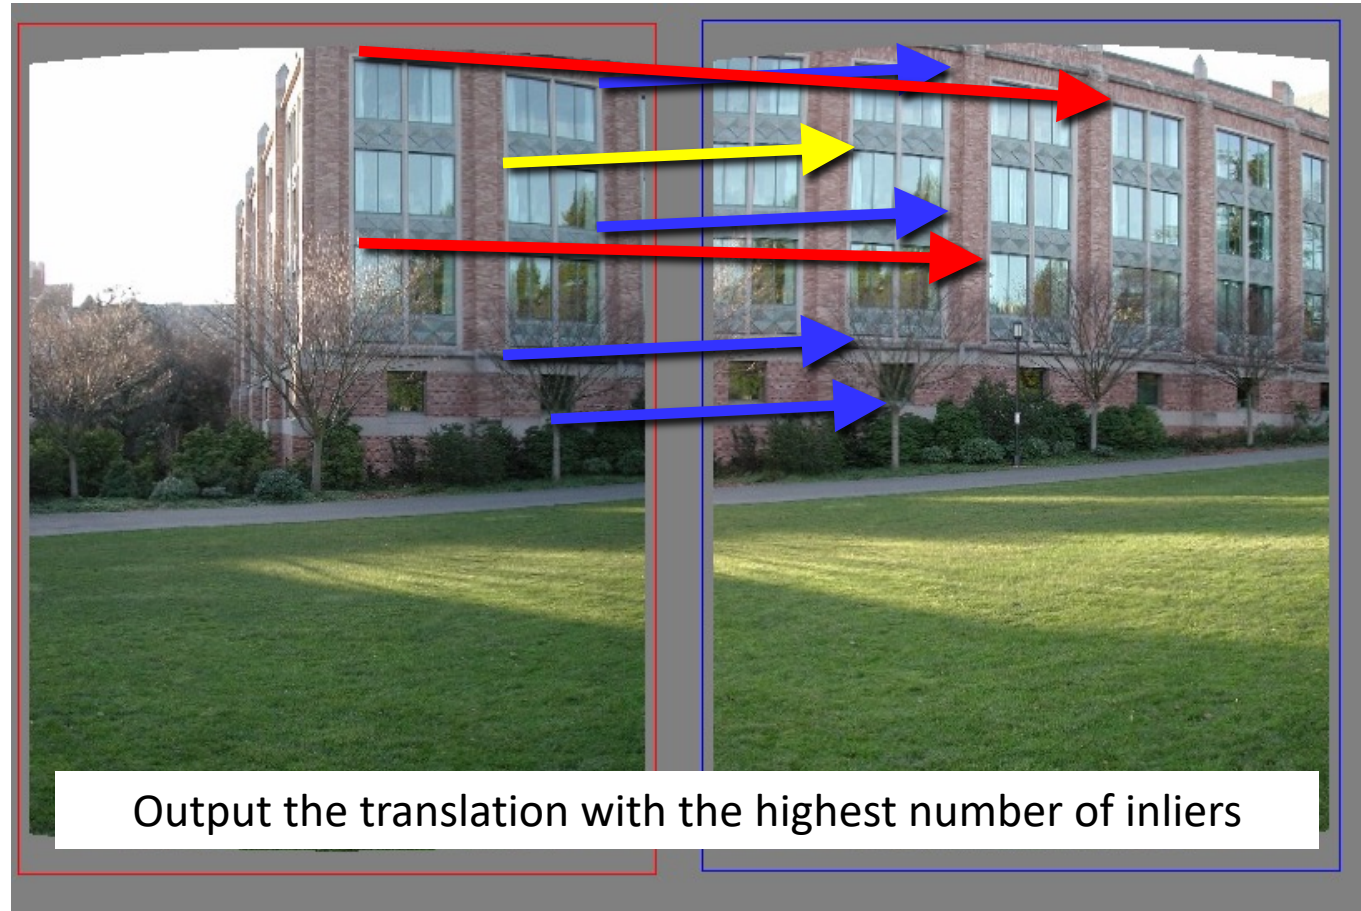 Output the translation with the highest number of inliers